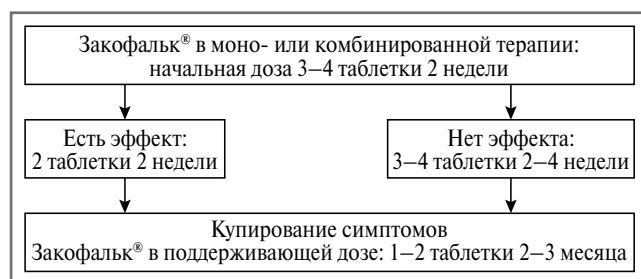 Закофальк® в моно- или комбинированной терапии:
начальная доза 3–4 таблетки 2 недели
Есть эффект:
2 таблетки 2 недели
Нет эффекта:
3–4 таблетки 2–4 недели
Купирование симптомов
Закофальк® в поддерживающей дозе: 1–2 таблетки 2–3 месяца